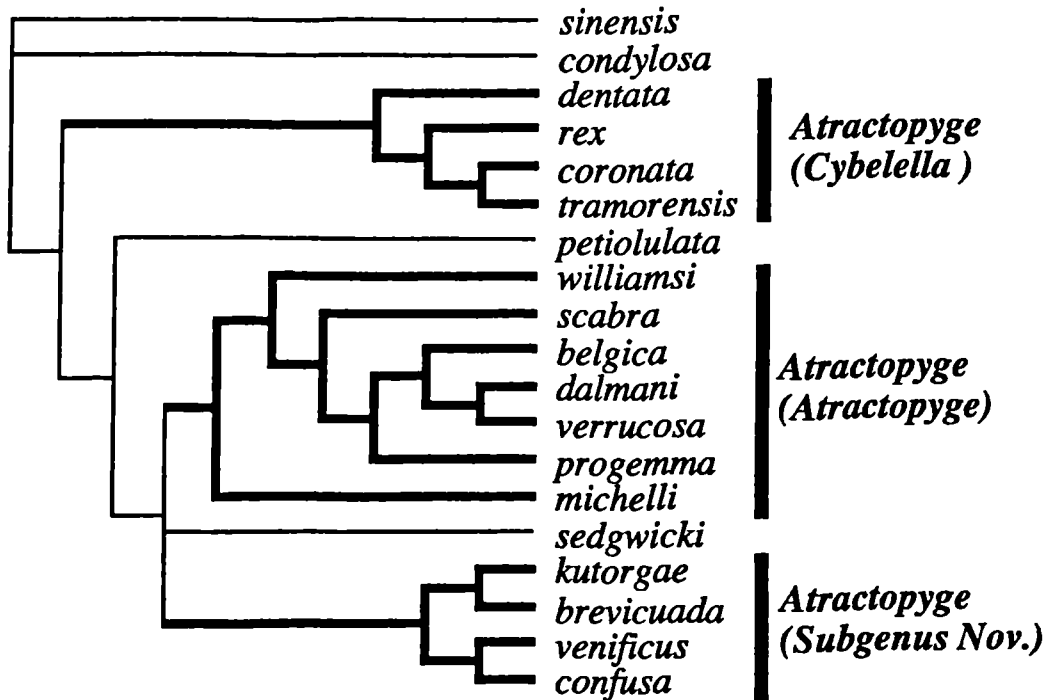 sinensis
condylosa
dentata
rex
coronata
tramorensis
petiolulata
williamsi
scabra
belgica
dalmani
verrucosa
progemma
michelli
sedgwicki
kutorgae
brevicuada
venificus
confusa
Atractopyge
(Cybelella )
Atractopyge
(Atractopyge)
Atractopyge
(Subgenus Nov.)